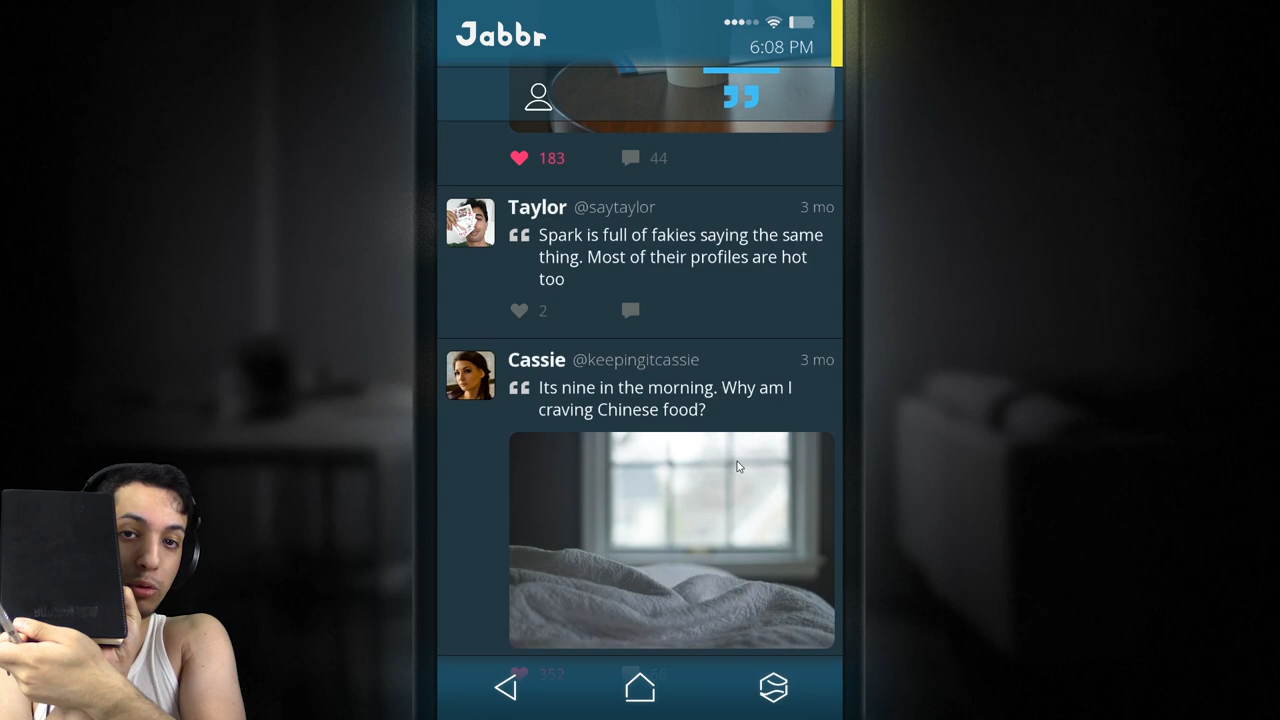 Jabbr
6:08 PM
183
44
Taylor @saytaylor 3 mo
Spark is full of fakies saying the same
thing. Most of their profiles are hot
too
2
Cassie @keepingitcassie 3 mo
Its nine in the morning. Why am I
craving Chinese food?
352